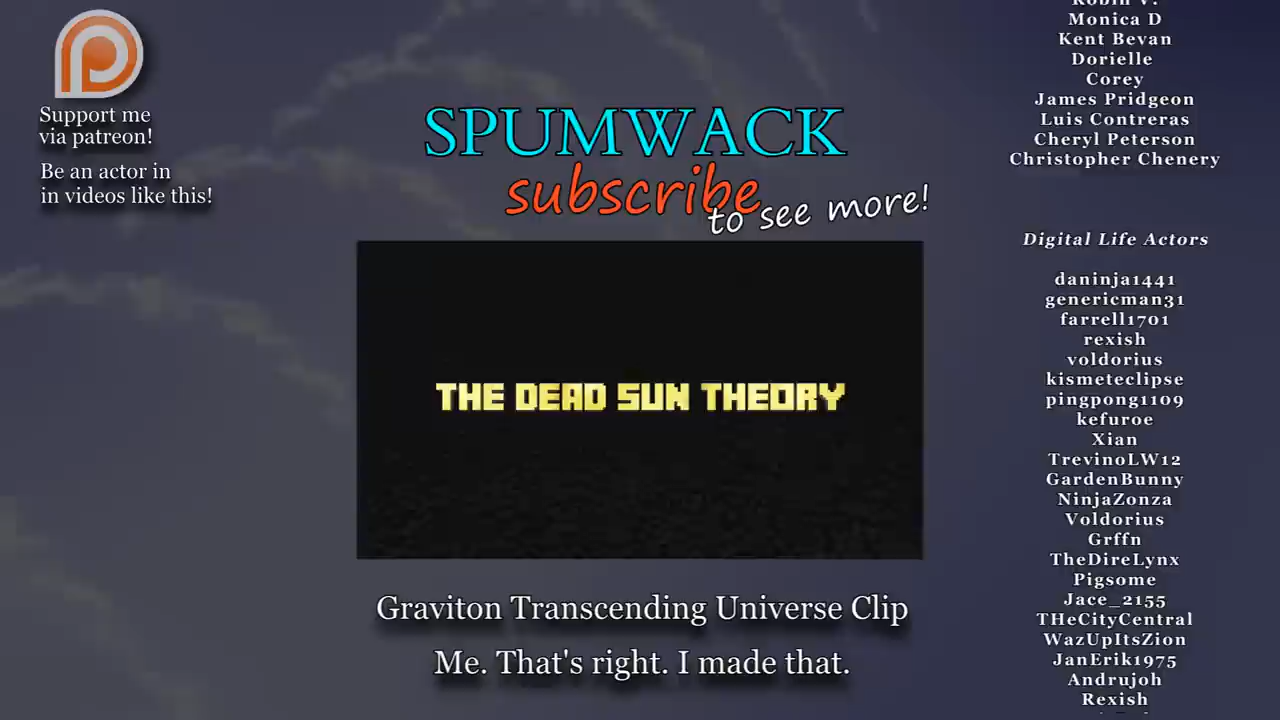 Support me
via patreon!
Be an actor in
in videos like this!
SPUMWACK
subscribe
to see more!
THE DEAD SUN THEORY
Graviton Transcending Universe Clip
Me. That's right. I made that.
Robin V.
Monica D
Kent Bevan
Dorielle
Corey
James Pridgeon
Luis Contreras
Cheryl Peterson
Christopher Chenery
Digital Life Actors
daninja1441
genericman31
farrell1701
rexish
voldorius
kismeteclipse
pingpong1109
kefuroe
Xian
TrevinoLW12
GardenBunny
NinjaZonza
Voldorius
Grffn
TheDireLynx
Pigsome
Jace_2155
THeCityCentral
WazUpItsZion
JanErik1975
Andrujoh
Rexish